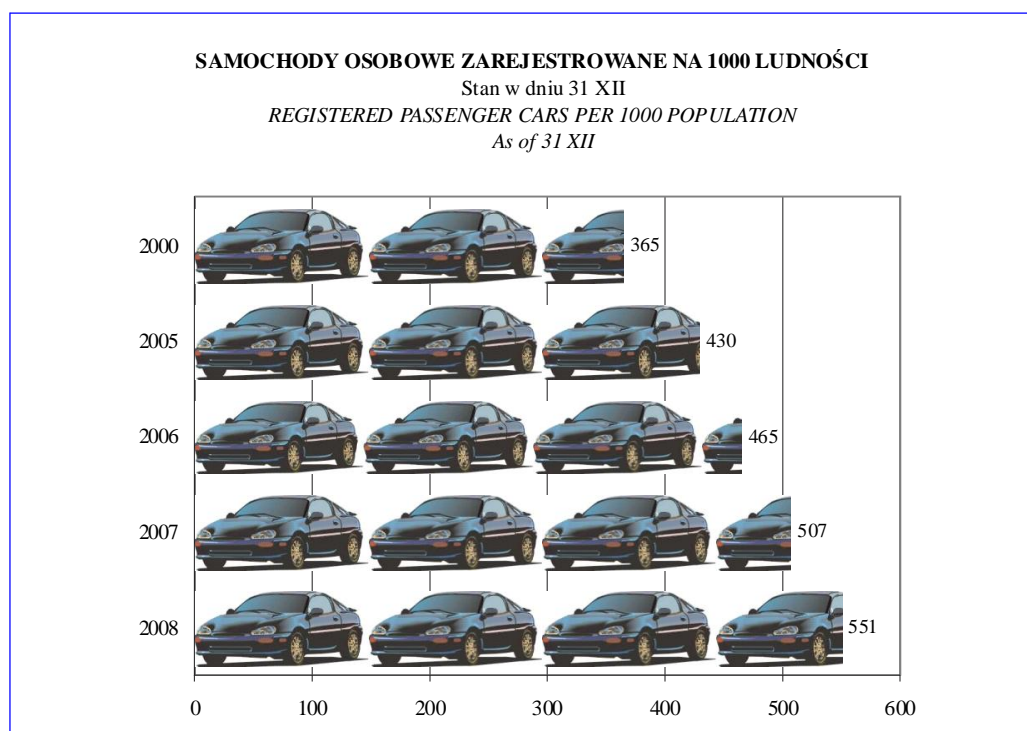 SAMOCHODY OSOBOWE ZAREJESTROWANE NA 1000 LUDNOŚCI
Stan w dniu 31 XII
REGISTERED PASSENGER CARS PER 1000 POPULATION
As of 31 XII
2000 365
2005 430
2006 465
2007 507
2008 551
0 100 200 300 400 500 600